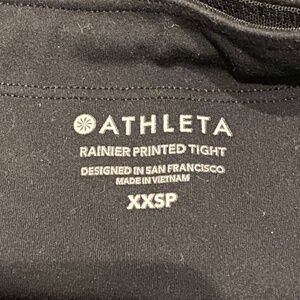 ATHLETA
RAINIER PRINTED TIGHT
DESIGNED IN SAN FRANCISCO
MADE IN VIETNAM
XXSP